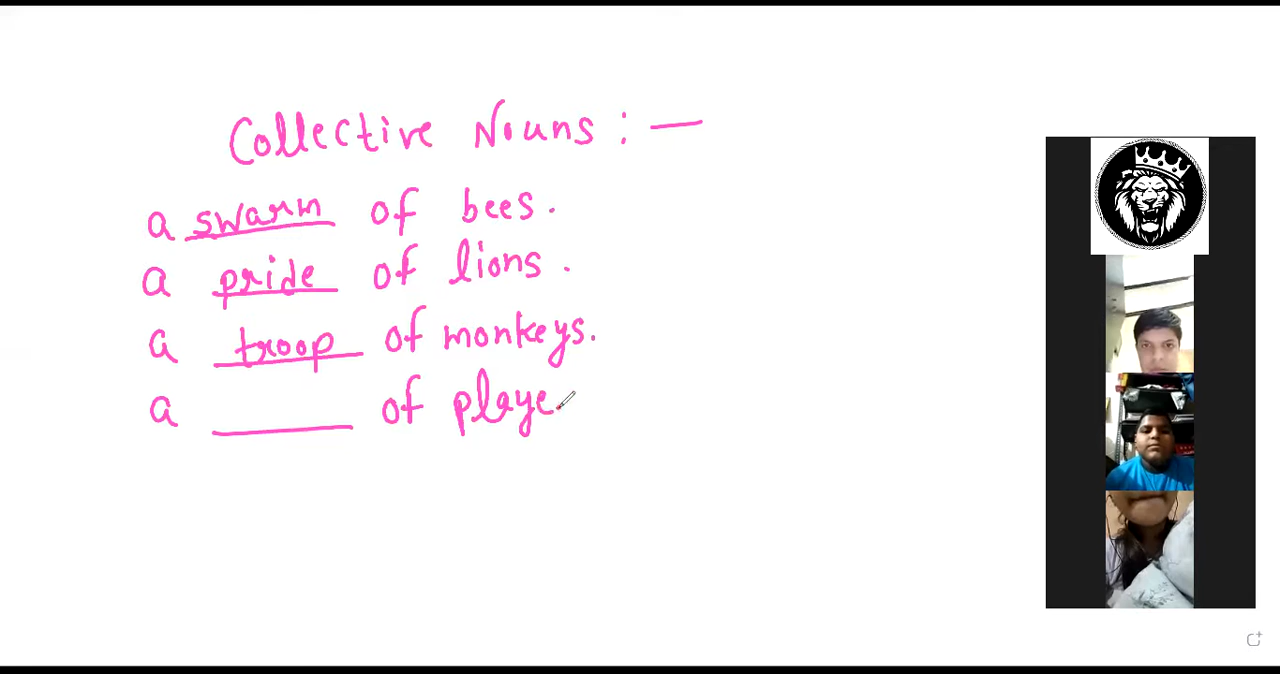 Collective Nouns : —
a swarm of bees.
a pride of lions.
a troop of monkeys.
a ______ of playe